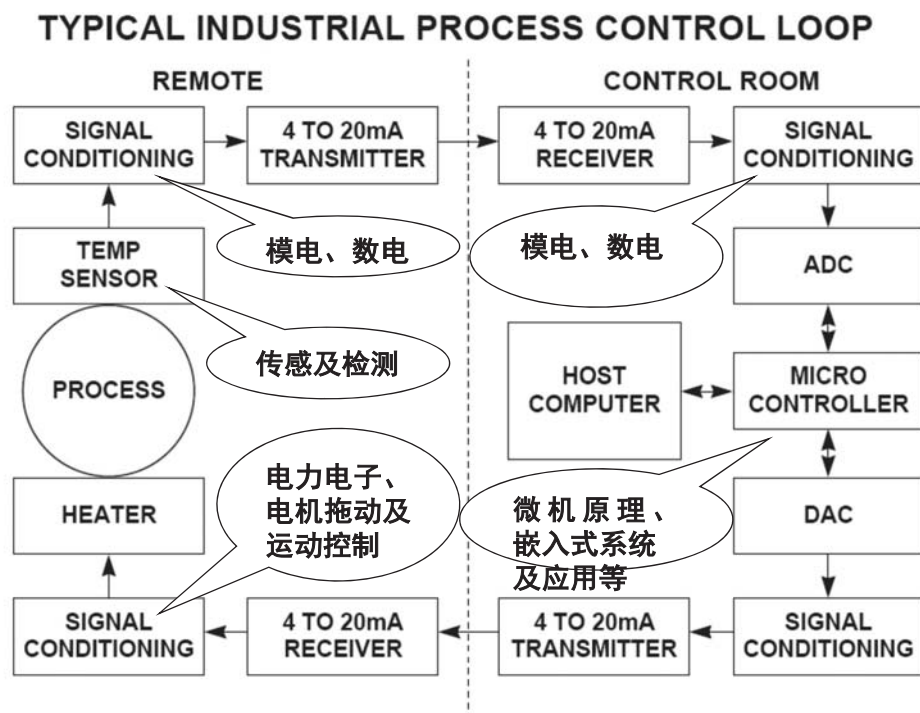 TYPICAL INDUSTRIAL PROCESS CONTROL LOOP
REMOTE
CONTROL ROOM
SIGNAL
CONDITIONING
4 TO 20mA
TRANSMITTER
4 TO 20mA
RECEIVER
SIGNAL
CONDITIONING
模电、数电
模电、数电
TEMP
SENSOR
ADC
传感及检测
PROCESS
HOST
COMPUTER
MICRO
CONTROLLER
电力电子、
电机拖动及
运动控制
HEATER
微机原理、
嵌入式系统
及应用等
DAC
SIGNAL
CONDITIONING
4 TO 20mA
RECEIVER
4 TO 20mA
TRANSMITTER
SIGNAL
CONDITIONING